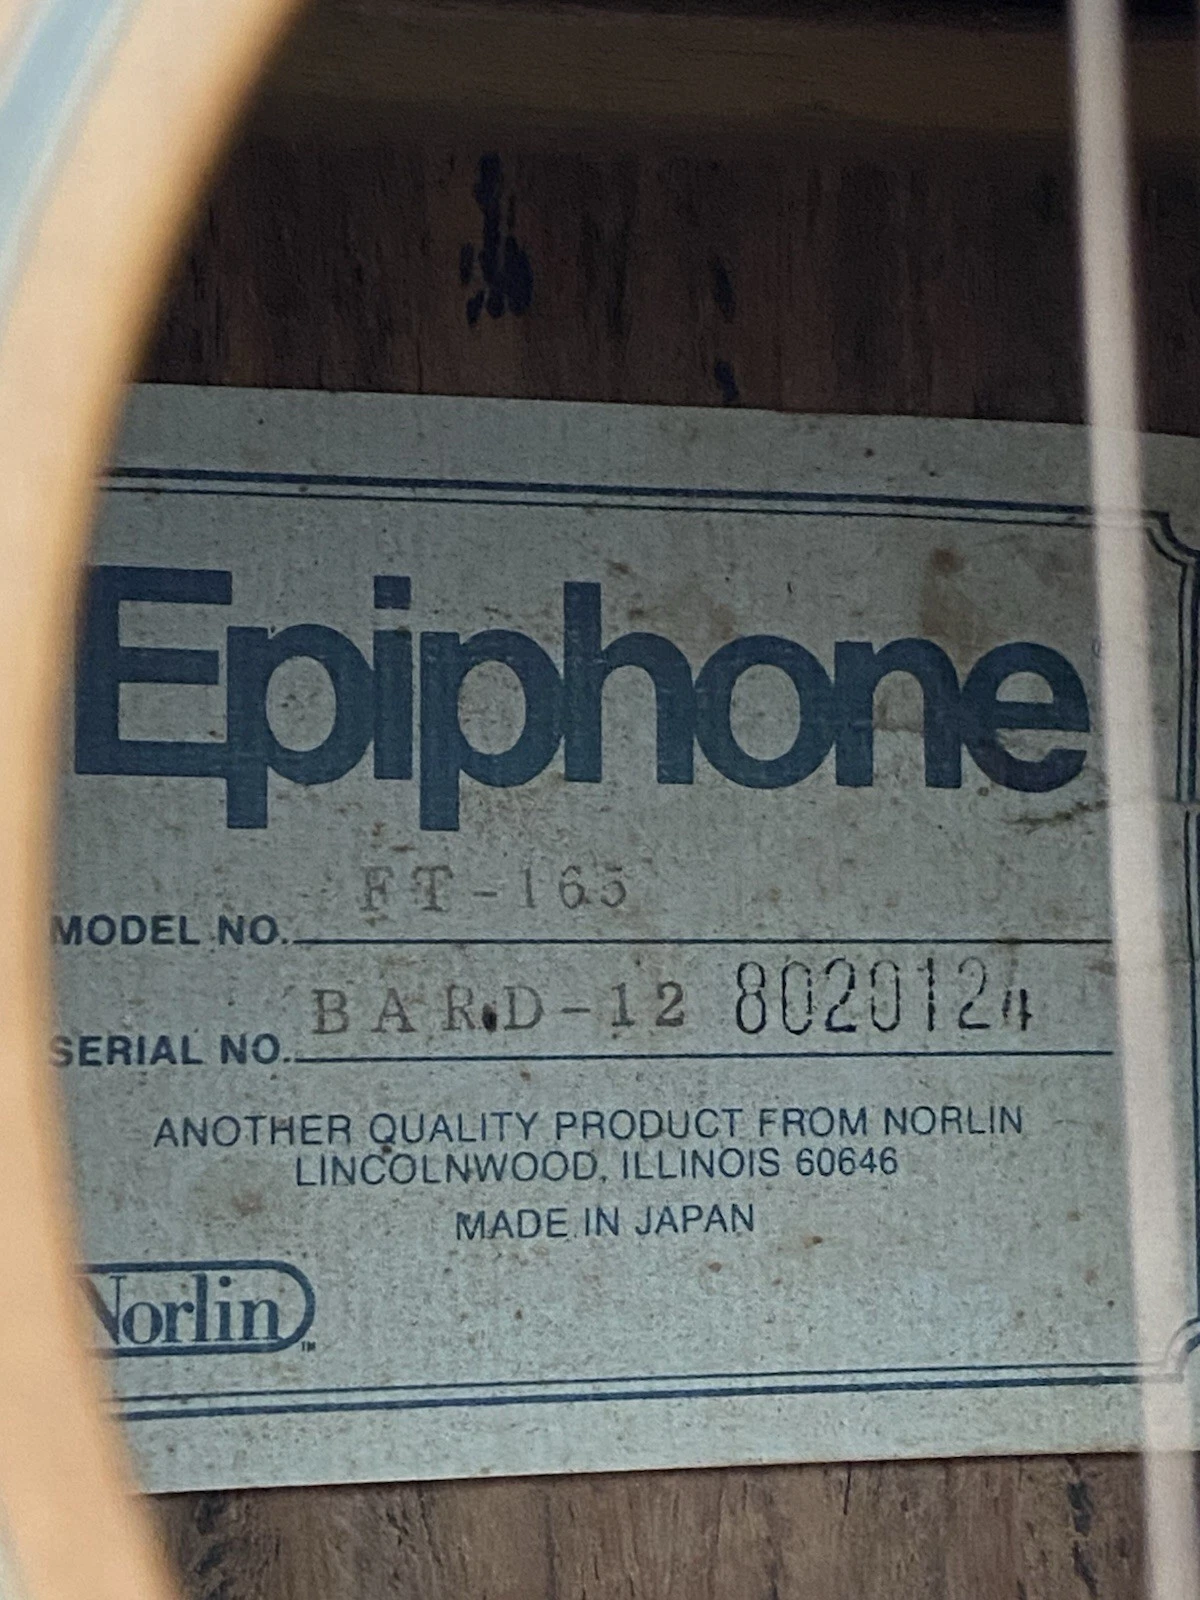 Epiphone
FT-165
MODEL NO.
BARD-12 8020124
SERIAL NO.
ANOTHER QUALITY PRODUCT FROM NORLIN
LINCOLNWOOD, ILLINOIS 60646
MADE IN JAPAN
Norlin™